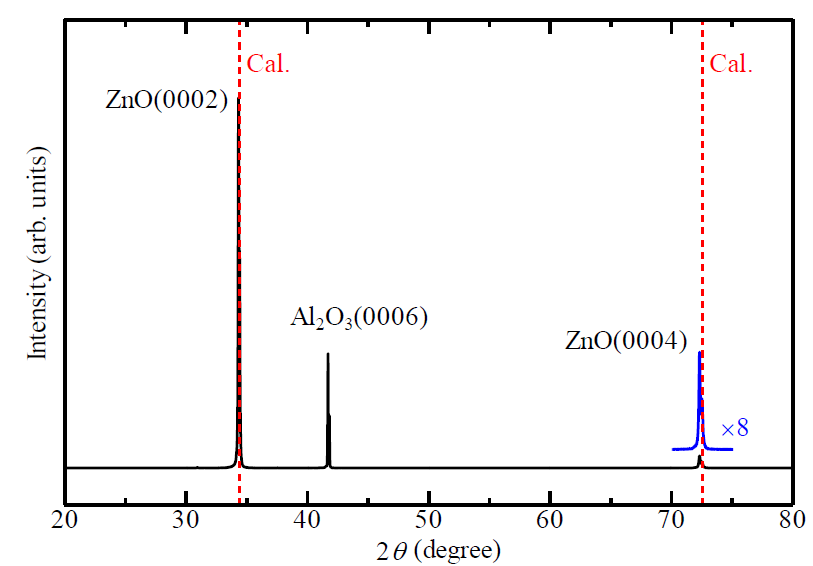 Cal.
Cal.
ZnO(0002)
Al₂O₃(0006)
ZnO(0004)
×8
Intensity (arb. units)
20 30 40 50 60 70 80
2θ (degree)